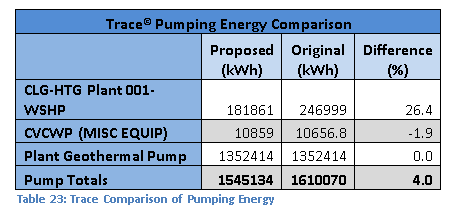 Trace® Pumping Energy Comparison
Proposed Original Difference
(kWh) (kWh) (%)
CLG-HTG Plant 001-
WSHP 181861 246999 26.4
CVCWP (MISC EQUIP) 10859 10656.8 -1.9
Plant Geothermal Pump 1352414 1352414 0.0
Pump Totals 1545134 1610070 4.0
Table 23: Trace Comparison of Pumping Energy